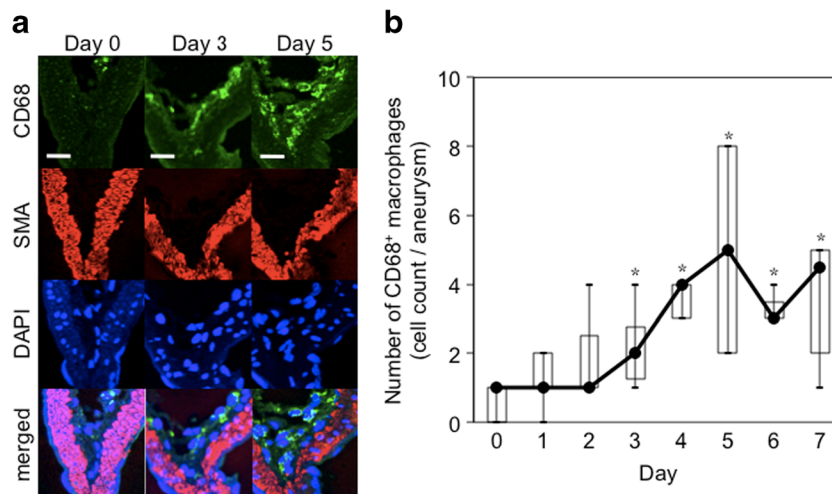 a
Day 0 Day 3 Day 5
CD68
SMA
DAPI
merged
b
Number of CD68⁺ macrophages
(cell count / aneurysm)
10
8
6
4
2
0
* * * * *
0 1 2 3 4 5 6 7
Day